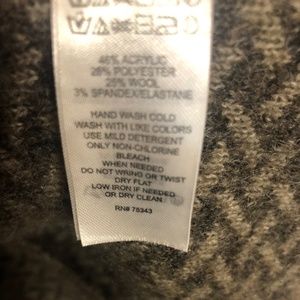 46% ACRYLIC
26% POLYESTER
25% WOOL
3% SPANDEX/ELASTANE
HAND WASH COLD
WASH WITH LIKE COLORS
USE MILD DETERGENT
ONLY NON-CHLORINE
BLEACH
WHEN NEEDED
DO NOT WRING OR TWIST
DRY FLAT
LOW IRON IF NEEDED
OR DRY CLEAN
RN# 75343